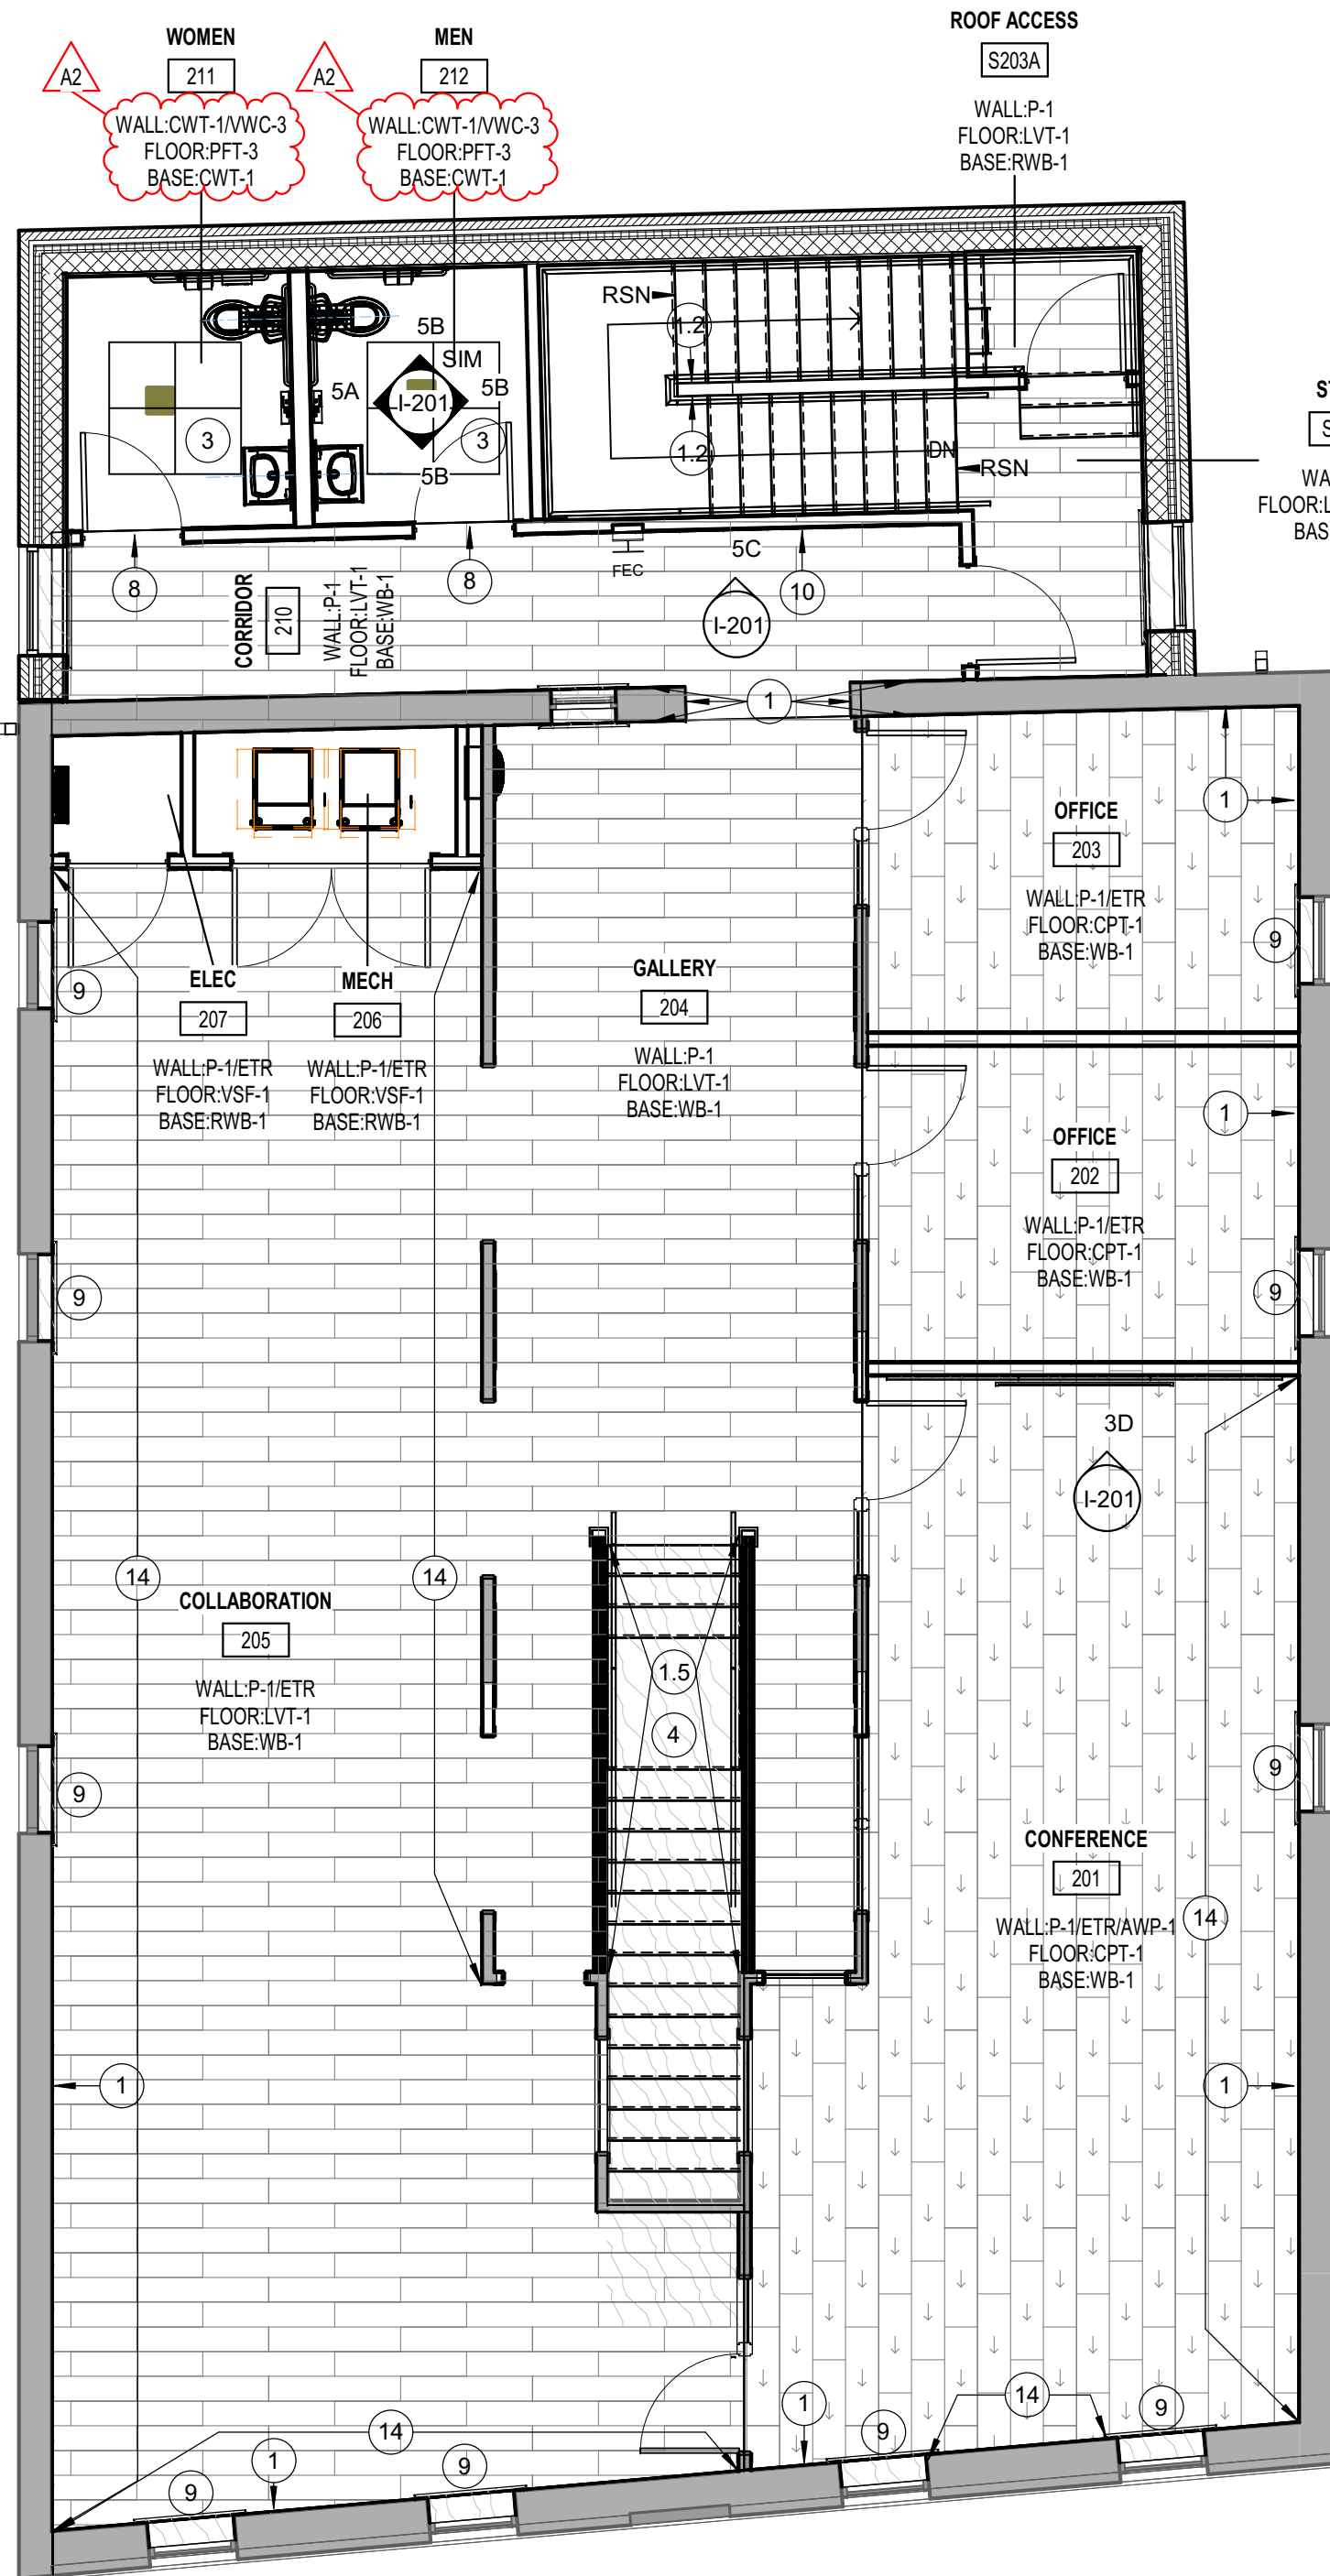 WOMEN
211
A2
WALL:CWT-1/VWC-3
FLOOR:PFT-3
BASE:CWT-1
MEN
212
A2
WALL:CWT-1/VWC-3
FLOOR:PFT-3
BASE:CWT-1
ROOF ACCESS
S203A
WALL:P-1
FLOOR:LVT-1
BASE:RWB-1
RSN
1.2
5B
SIM
5A
5B
I-201
3
3
5B
1.2
DN
RSN
ST
S
WA
FLOOR:L
BAS
5C
FEC
8
8
10
CORRIDOR
210
WALL:P-1
FLOOR:LVT-1
BASE:WB-1
I-201
1
OFFICE
203
WALL:P-1/ETR
FLOOR:CPT-1
BASE:WB-1
1
9
ELEC
207
WALL:P-1/ETR
FLOOR:VSF-1
BASE:RWB-1
MECH
206
WALL:P-1/ETR
FLOOR:VSF-1
BASE:RWB-1
GALLERY
204
WALL:P-1
FLOOR:LVT-1
BASE:WB-1
9
OFFICE
202
WALL:P-1/ETR
FLOOR:CPT-1
BASE:WB-1
1
9
9
3D
I-201
14
14
COLLABORATION
205
WALL:P-1/ETR
FLOOR:LVT-1
BASE:WB-1
1.5
4
9
9
CONFERENCE
201
WALL:P-1/ETR/AWP-1
FLOOR:CPT-1
BASE:WB-1
14
1
1
14
1
14
9
9
9
1
9